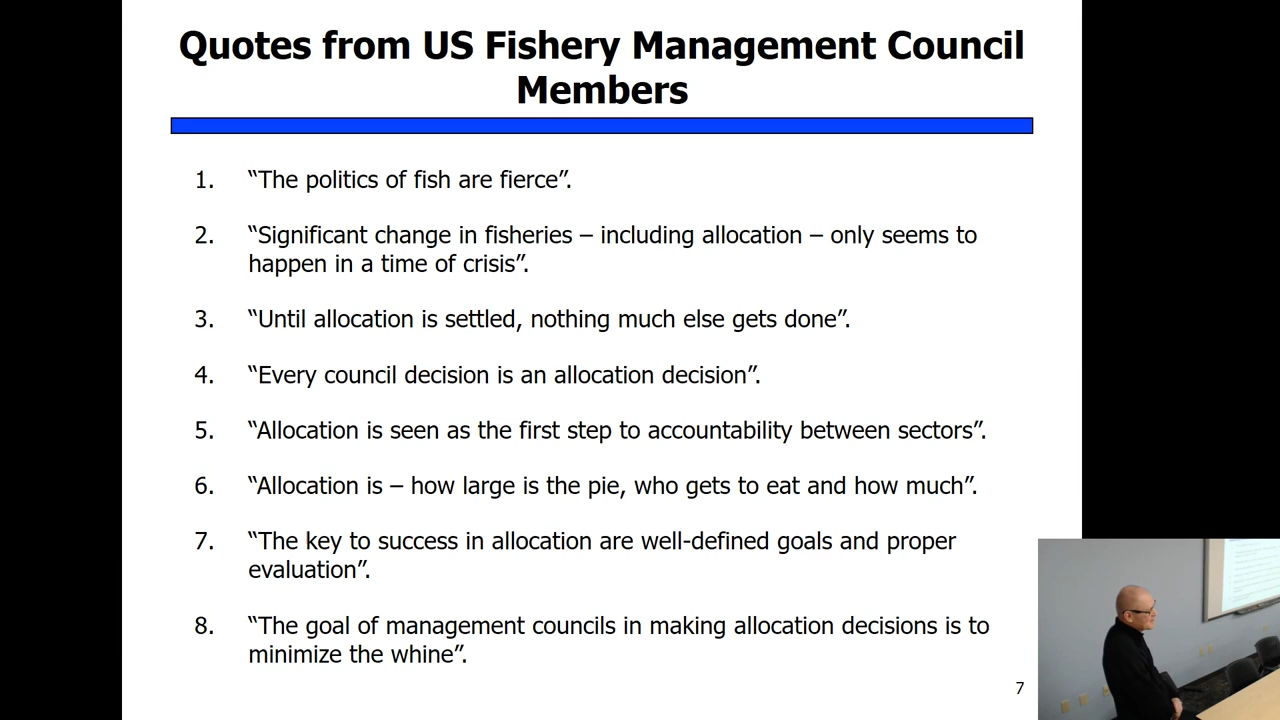 Quotes from US Fishery Management Council
Members
1. “The politics of fish are fierce”.
2. “Significant change in fisheries – including allocation – only seems to
happen in a time of crisis”.
3. “Until allocation is settled, nothing much else gets done”.
4. “Every council decision is an allocation decision”.
5. “Allocation is seen as the first step to accountability between sectors”.
6. “Allocation is – how large is the pie, who gets to eat and how much”.
7. “The key to success in allocation are well-defined goals and proper
evaluation”.
8. “The goal of management councils in making allocation decisions is to
minimize the whine”.
7